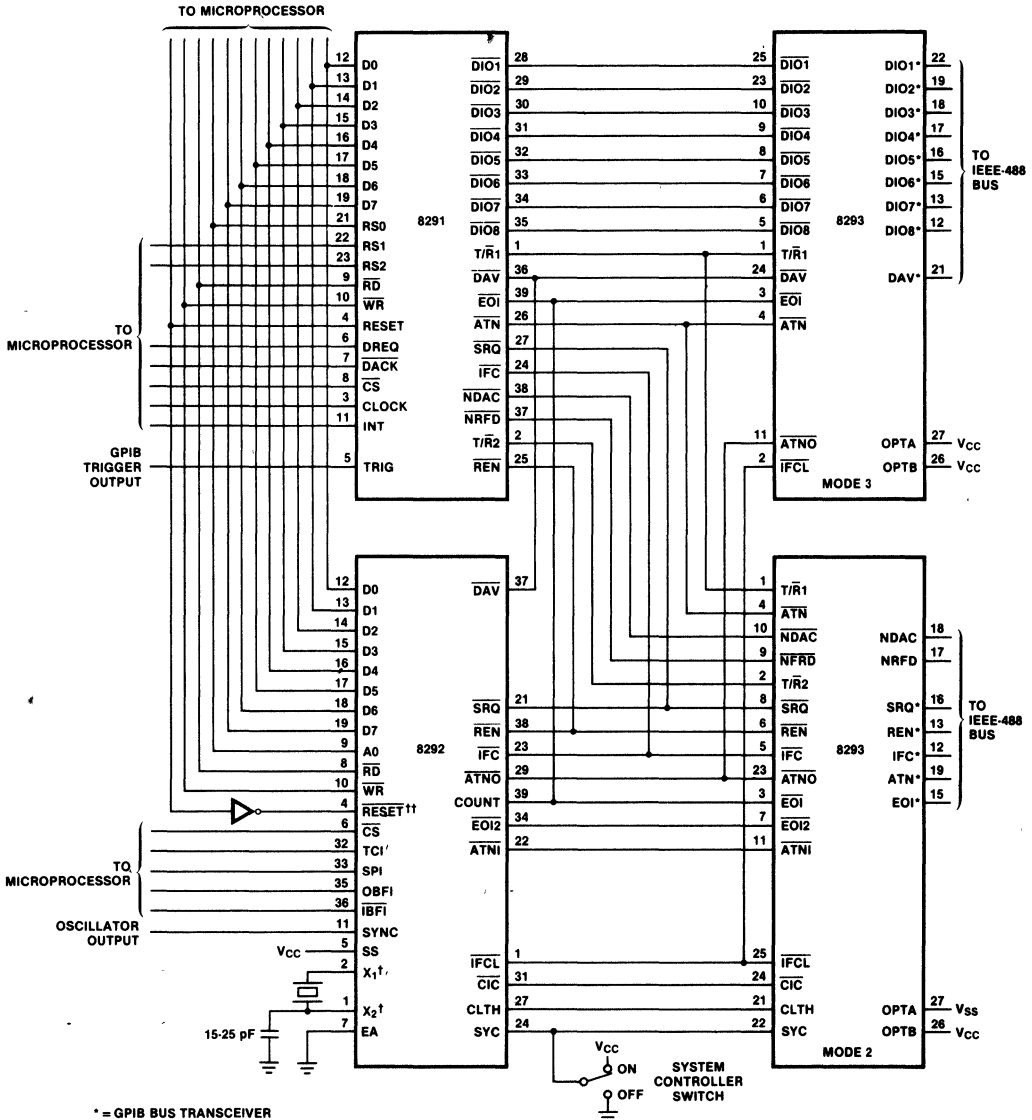 TO MICROPROCESSOR
12 D0
13 D1
14 D2
15 D3
16 D4
17 D5
18 D6
19 D7
21 RS0
22 RS1
23 RS2
9 RD
10 WR
4 RESET
6 DREQ
7 DACK
8 CS
3 CLOCK
11 INT
5 TRIG
TO
MICROPROCESSOR
GPIB
TRIGGER
OUTPUT
8291
DIO1 28
DIO2 29
DIO3 30
DIO4 31
DIO5 32
DIO6 33
DIO7 34
DIO8 35
T/R1 1
DAV 36
EOI 39
ATN 26
SRQ 27
IFC 24
NDAC 38
NRFD 37
T/R2 2
REN 25
25 DIO1
23 DIO2
10 DIO3
9 DIO4
8 DIO5
7 DIO6
6 DIO7
5 DIO8
1 T/R1
24 DAV
3 EOI
4 ATN
11 ATNO
2 IFCL
8293
MODE 3
DIO1* 22
DIO2* 19
DIO3* 18
DIO4* 17
DIO5* 16
DIO6* 15
DIO7* 13
DIO8* 12
DAV* 21
OPTA 27 VCC
OPTB 26 VCC
TO
IEEE-488
BUS
12 D0
13 D1
14 D2
15 D3
16 D4
17 D5
18 D6
19 D7
9 A0
8 RD
10 WR
4 RESET††
6 CS
32 TCI
33 SPI
35 OBFI
36 IBFI
11 SYNC
VCC 5 SS
2 X1†
1 X2†
7 EA
TO
MICROPROCESSOR
OSCILLATOR
OUTPUT
15-25 pF
8292
DAV 37
SRQ 21
REN 38
IFC 23
ATNO 29
COUNT 39
EOI2 34
ATNI 22
IFCL 1
CIC 31
CLTH 27
SYC 24
1 T/R1
4 ATN
10 NDAC
9 NFRD
2 T/R2
8 SRQ
6 REN
5 IFC
23 ATNO
3 EOI
7 EOI2
11 ATNI
25 IFCL
24 CIC
21 CLTH
22 SYC
8293
MODE 2
NDAC 18
NRFD 17
SRQ* 16
REN* 13
IFC* 12
ATN* 19
EOI* 15
OPTA 27 VSS
OPTB 26 VCC
TO
IEEE-488
BUS
VCC
ON
OFF
SYSTEM
CONTROLLER
SWITCH
* = GPIB BUS TRANSCEIVER